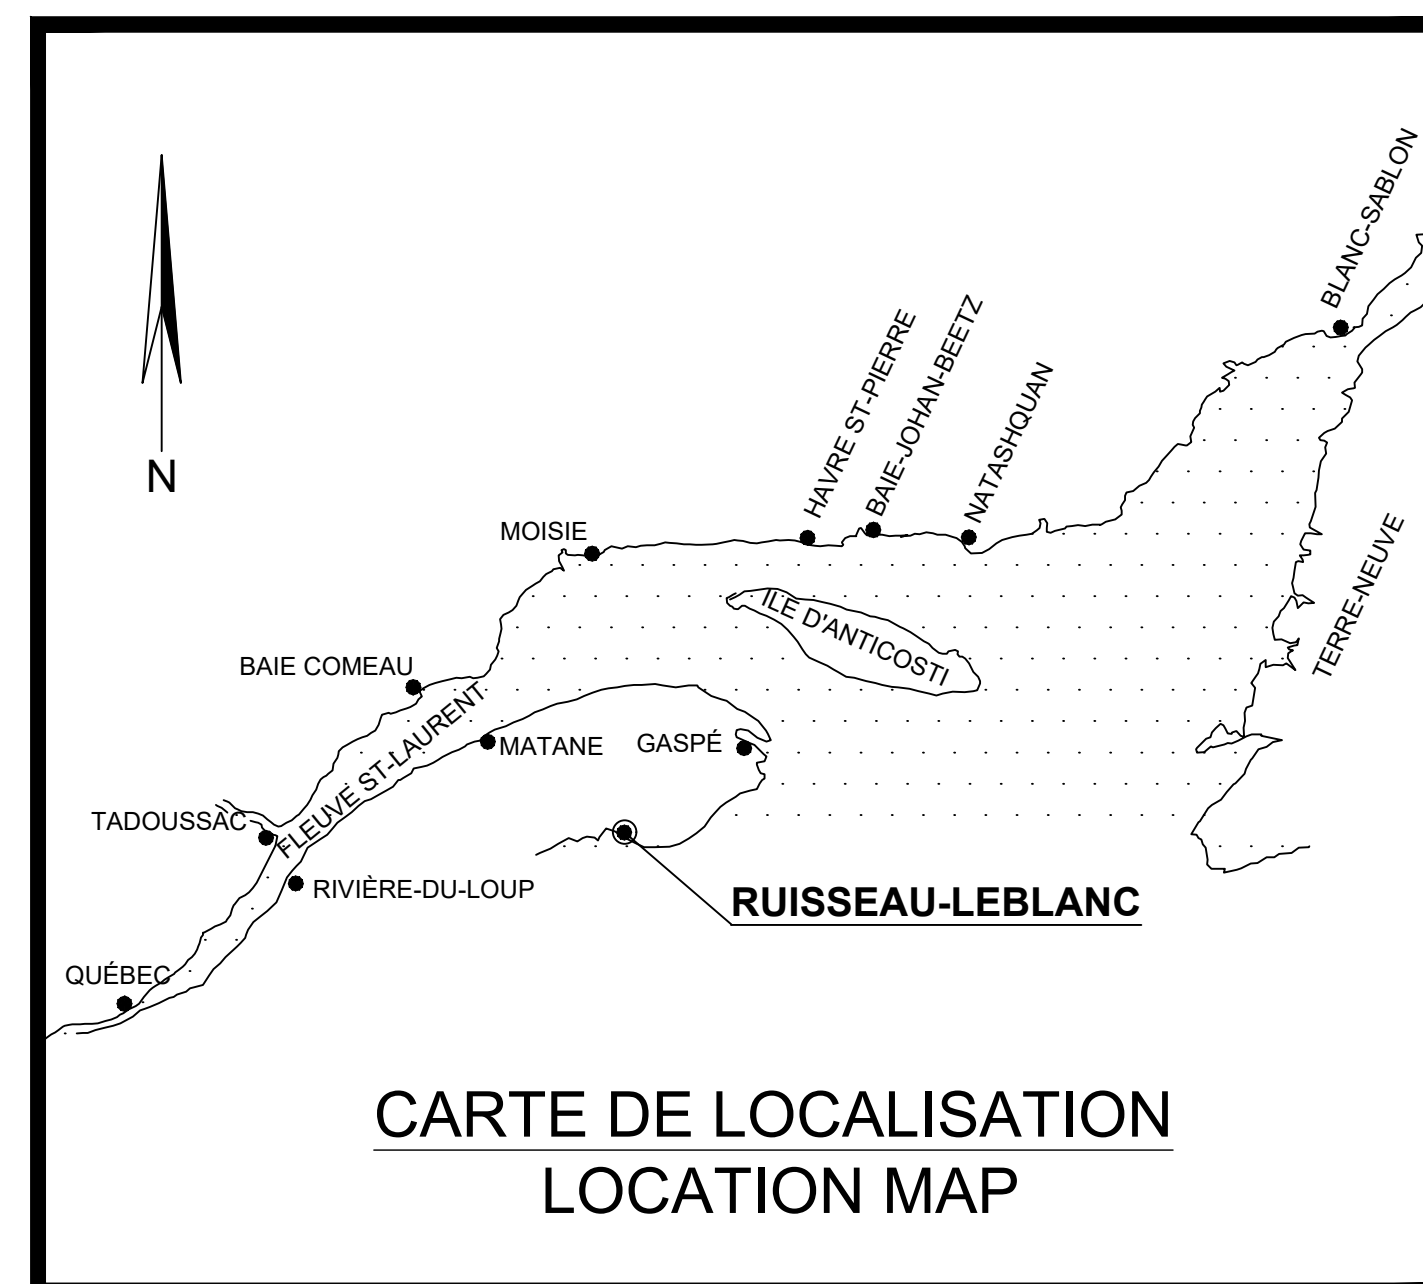 BLANC-SABLON
HAVRE ST-PIERRE
BAIE-JOHAN-BEETZ
NATASHQUAN
N
MOISIE
TERRE-NEUVE
ILE D'ANTICOSTI
BAIE COMEAU
FLEUVE ST-LAURENT
MATANE
GASPÉ
TADOUSSAC
RIVIÈRE-DU-LOUP
RUISSEAU-LEBLANC
QUÉBEC
CARTE DE LOCALISATION
LOCATION MAP